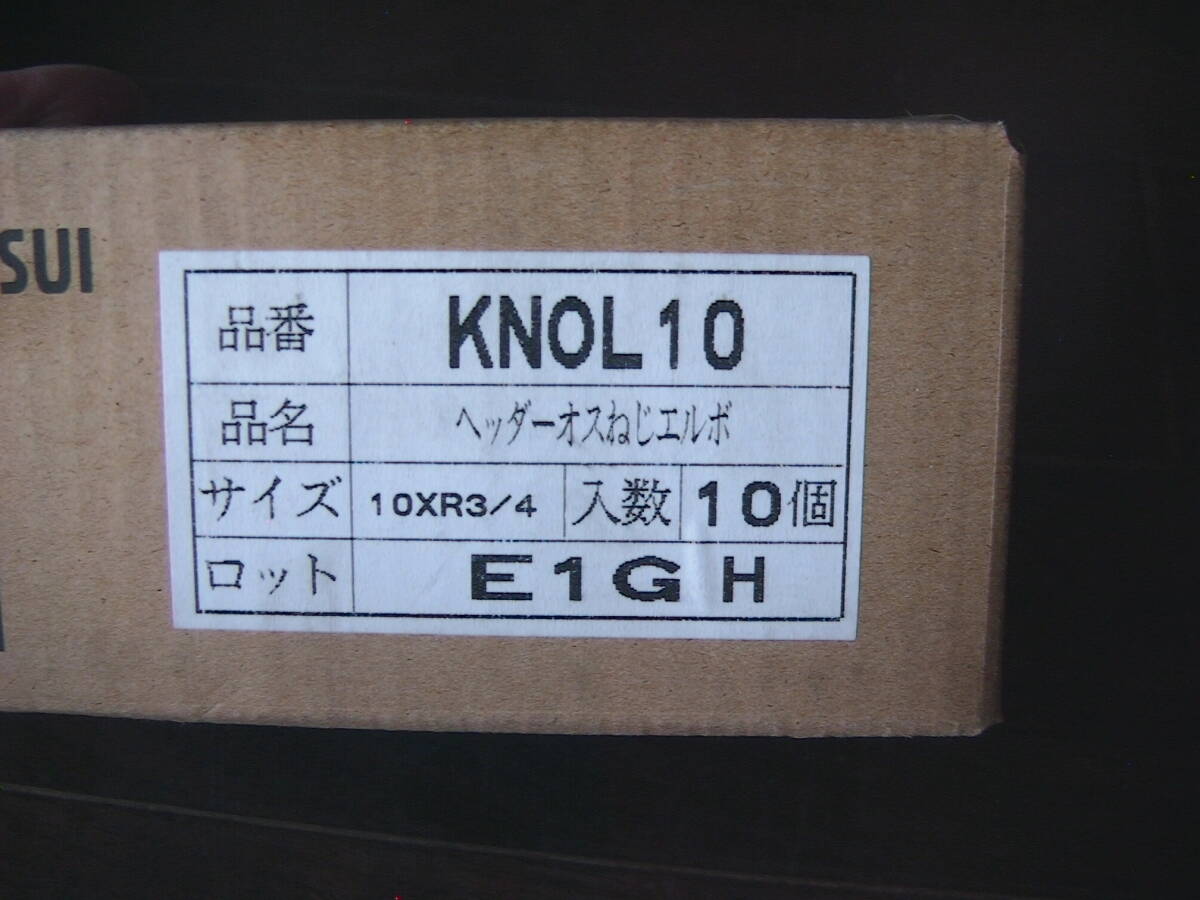 SUI
品番 KNOL10
品名 ヘッダーオスねじエルボ
サイズ 10XR3/4 入数 10個
ロット E1GH